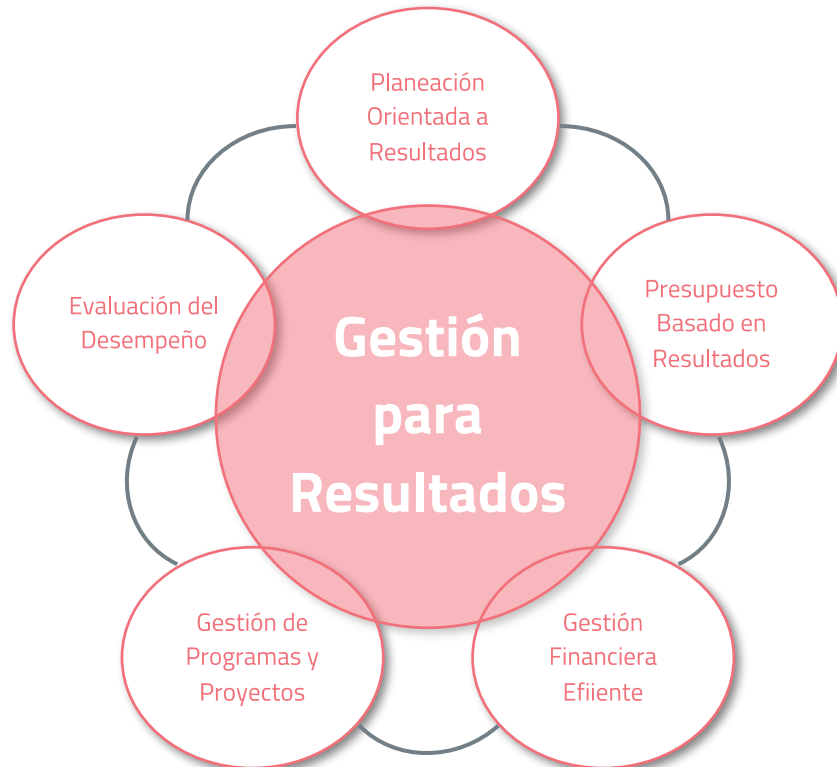 Planeación
Orientada a
Resultados
Evaluación del
Desempeño
Presupuesto
Basado en
Resultados
Gestión
para
Resultados
Gestión de
Programas y
Proyectos
Gestión
Financiera
Efiiente